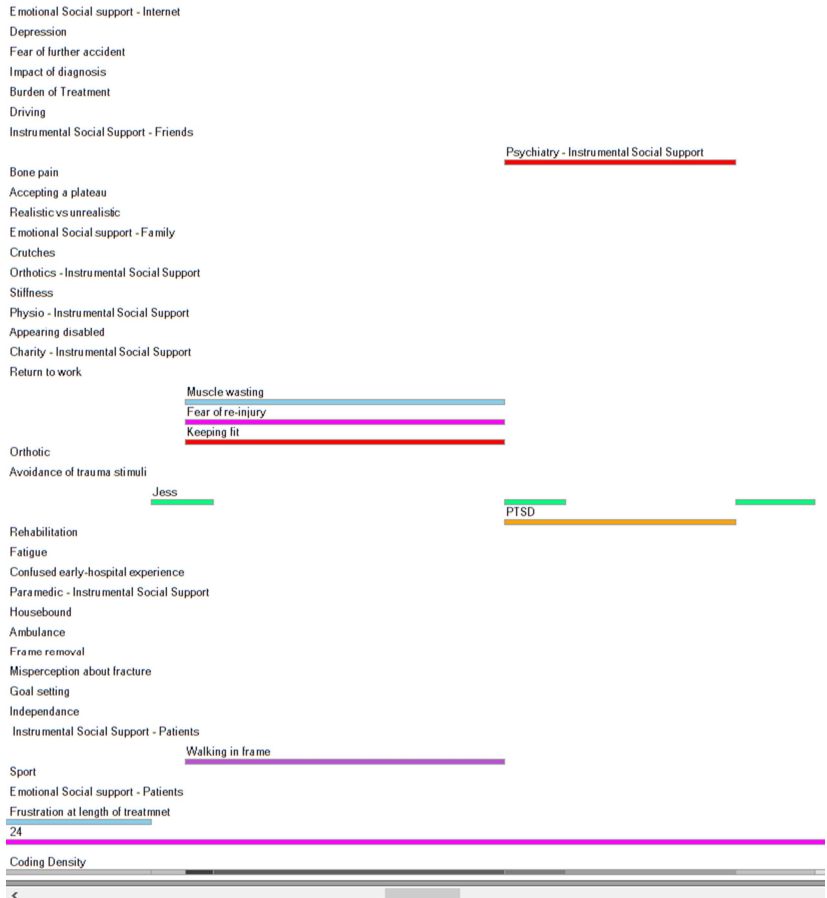 Emotional Social support - Internet
Depression
Fear of further accident
Impact of diagnosis
Burden of Treatment
Driving
Instrumental Social Support - Friends
Psychiatry - Instrumental Social Support
Bone pain
Accepting a plateau
Realistic vs unrealistic
Emotional Social support - Family
Crutches
Orthotics - Instrumental Social Support
Stiffness
Physio - Instrumental Social Support
Appearing disabled
Charity - Instrumental Social Support
Return to work
Muscle wasting
Fear of re-injury
Keeping fit
Orthotic
Avoidance of trauma stimuli
Jess
PTSD
Rehabilitation
Fatigue
Confused early-hospital experience
Paramedic - Instrumental Social Support
Housebound
Ambulance
Frame removal
Misperception about fracture
Goal setting
Independance
Instrumental Social Support - Patients
Walking in frame
Sport
Emotional Social support - Patients
Frustration at length of treatmnet
24
Coding Density